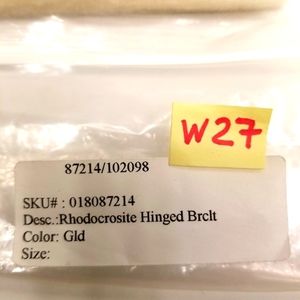 W27
87214/102098
SKU# : 018087214
Desc.:Rhodocrosite Hinged Brclt
Color: Gld
Size: